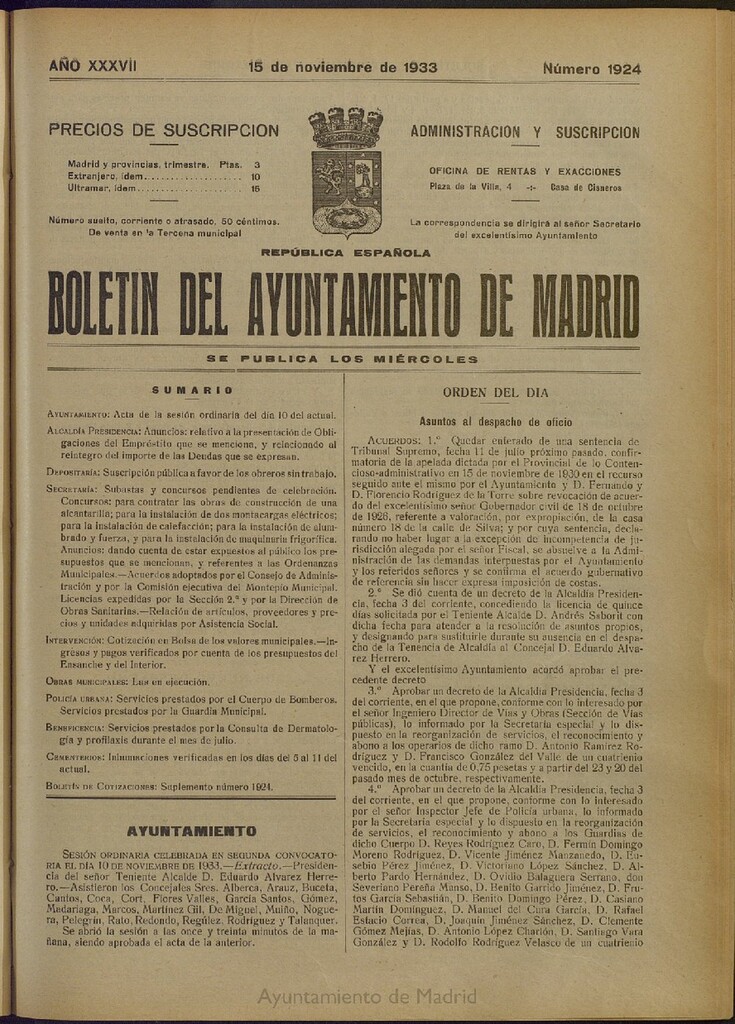 AÑO XXXVII 15 de noviembre de 1933 Número 1924
PRECIOS DE SUSCRIPCION
Madrid y provincias, trimestre. Ptas. 3
Extranjero, ídem...................... 10
Ultramar, ídem....................... 15
Número suelto, corriente o atrasado, 50 céntimos.
De venta en la Tercena municipal
ADMINISTRACION Y SUSCRIPCION
OFICINA DE RENTAS Y EXACCIONES
Plaza de la Villa, 4 -:- Casa de Cisneros
La correspondencia se dirigirá al señor Secretario
del excelentísimo Ayuntamiento
REPÚBLICA ESPAÑOLA
BOLETIN DEL AYUNTAMIENTO DE MADRID
SE PUBLICA LOS MIÉRCOLES
SUMARIO
AYUNTAMIENTO: Acta de la sesión ordinaria del día 10 del actual.
ALCALDÍA PRESIDENCIA: Anuncios: relativo a la presentación de Obli-
gaciones del Empréstito que se menciona, y relacionado al
reintegro del importe de las Deudas que se expresan.
DEPOSITARÍA: Suscripción pública a favor de los obreros sin trabajo.
SECRETARÍA: Subastas y concursos pendientes de celebración.
Concursos: para contratar las obras de construcción de una
alcantarilla; para la instalación de dos montacargas eléctricos;
para la instalación de calefacción; para la instalación de alum-
brado y fuerza, y para la instalación de maquinaria frigorífica.
Anuncios: dando cuenta de estar expuestos al público los pre-
supuestos que se mencionan, y referentes a las Ordenanzas
Municipales.—Acuerdos adoptados por el Consejo de Adminis-
tración y por la Comisión ejecutiva del Montepío Municipal.
Licencias expedidas por la Sección 2.ª y por la Dirección de
Obras Sanitarias.—Relación de artículos, proveedores y pre-
cios y unidades adquiridas por Asistencia Social.
INTERVENCIÓN: Cotización en Bolsa de los valores municipales.—In-
gresos y pagos verificados por cuenta de los presupuestos del
Ensanche y del Interior.
OBRAS MUNICIPALES: Las en ejecución.
POLICÍA URBANA: Servicios prestados por el Cuerpo de Bomberos.
Servicios prestados por la Guardia Municipal.
BENEFICENCIA: Servicios prestados por la Consulta de Dermatolo-
gía y profilaxis durante el mes de julio.
CEMENTERIOS: Inhumaciones verificadas en los días del 5 al 11 del
actual.
BOLETÍN DE COTIZACIONES: Suplemento número 1924.
AYUNTAMIENTO
SESIÓN ORDINARIA CELEBRADA EN SEGUNDA CONVOCATO-
RIA EL DÍA 10 DE NOVIEMBRE DE 1933.—Extracto.—Presiden-
cia del señor Teniente Alcalde D. Eduardo Alvarez Herre-
ro.—Asistieron los Concejales Sres. Alberca, Arauz, Buceta,
Cantos, Coca, Cort, Flores Valles, García Santos, Gómez,
Madariaga, Marcos, Martínez Gil, De Miguel, Muiño, Nogue-
ra, Pelegrín, Rato, Redondo, Regúlez, Rodríguez y Talanquer.
Se abrió la sesión a las once y treinta minutos de la ma-
ñana, siendo aprobada el acta de la anterior.
ORDEN DEL DIA
Asuntos al despacho de oficio
ACUERDOS: 1.º Quedar enterado de una sentencia de
Tribunal Supremo, fecha 11 de julio próximo pasado, confir-
matoria de la apelada dictada por el Provincial de lo Conten-
cioso-administrativo en 15 de noviembre de 1930 en el recurso
seguido ante el mismo por el Ayuntamiento y D. Fernando y
D. Florencio Rodríguez de la Torre sobre revocación de acuer-
do del excelentísimo señor Gobernador civil de 18 de octubre
de 1926, referente a valoración, por expropiación, de la casa
número 18 de la calle de Silva; y por cuya sentencia, decla-
rando no haber lugar a la excepción de incompetencia de ju-
risdicción alegada por el señor Fiscal, se absuelve a la Admi-
nistración de las demandas interpuestas por el Ayuntamiento
y los referidos señores y se confirma el acuerdo gubernativo
de referencia sin hacer expresa imposición de costas.
2.º Se dió cuenta de un decreto de la Alcaldía Presiden-
cia, fecha 3 del corriente, concediendo la licencia de quince
días solicitada por el Teniente Alcalde D. Andrés Saborit con
dicha fecha para atender a la resolución de asuntos propios,
y designando para sustituirle durante su ausencia en el despa-
cho de la Tenencia de Alcaldía al Concejal D. Eduardo Alva-
rez Herrero.
Y el excelentísimo Ayuntamiento acordó aprobar el pre-
cedente decreto
3.º Aprobar un decreto de la Alcaldía Presidencia, fecha 3
del corriente, en el que propone, conforme con lo interesado por
el señor Ingeniero Director de Vías y Obras (Sección de Vías
públicas), lo informado por la Secretaría especial y lo dis-
puesto en la reorganización de servicios, el reconocimiento y
abono a los operarios de dicho ramo D. Antonio Ramírez Ro-
dríguez y D. Francisco González del Valle de un cuatrienio
vencido, en la cuantía de 0,75 pesetas y a partir del 23 y 20 del
pasado mes de octubre, respectivamente.
4.º Aprobar un decreto de la Alcaldía Presidencia, fecha 3
del corriente, en el que propone, conforme con lo interesado
por el señor Inspector Jefe de Policía urbana, lo informado
por la Secretaría especial y lo dispuesto en la reorganización
de servicios, el reconocimiento y abono a los Guardias de
dicho Cuerpo D. Reyes Rodríguez Caro, D. Fermín Domingo
Moreno Rodríguez, D. Vicente Jiménez Manzanedo, D. Eu-
sebio Pérez Jiménez, D. Victoriano López Sánchez, D. Al-
berto Pardo Hernández, D. Ovidio Balaguera Serrano, don
Severiano Pereña Manso, D. Benito Garrido Jiménez, D. Fru-
tos García Sebastián, D. Benito Domingo Pérez, D. Casiano
Martín Domínguez, D. Manuel del Cura García, D. Rafael
Estacio Correa, D. Joaquín Jiménez Sánchez, D. Clemente
Gómez Mejías, D. Antonio López Charlón, D. Santiago Vara
González y D. Rodolfo Rodríguez Velasco de un cuatrienio
Ayuntamiento de Madrid